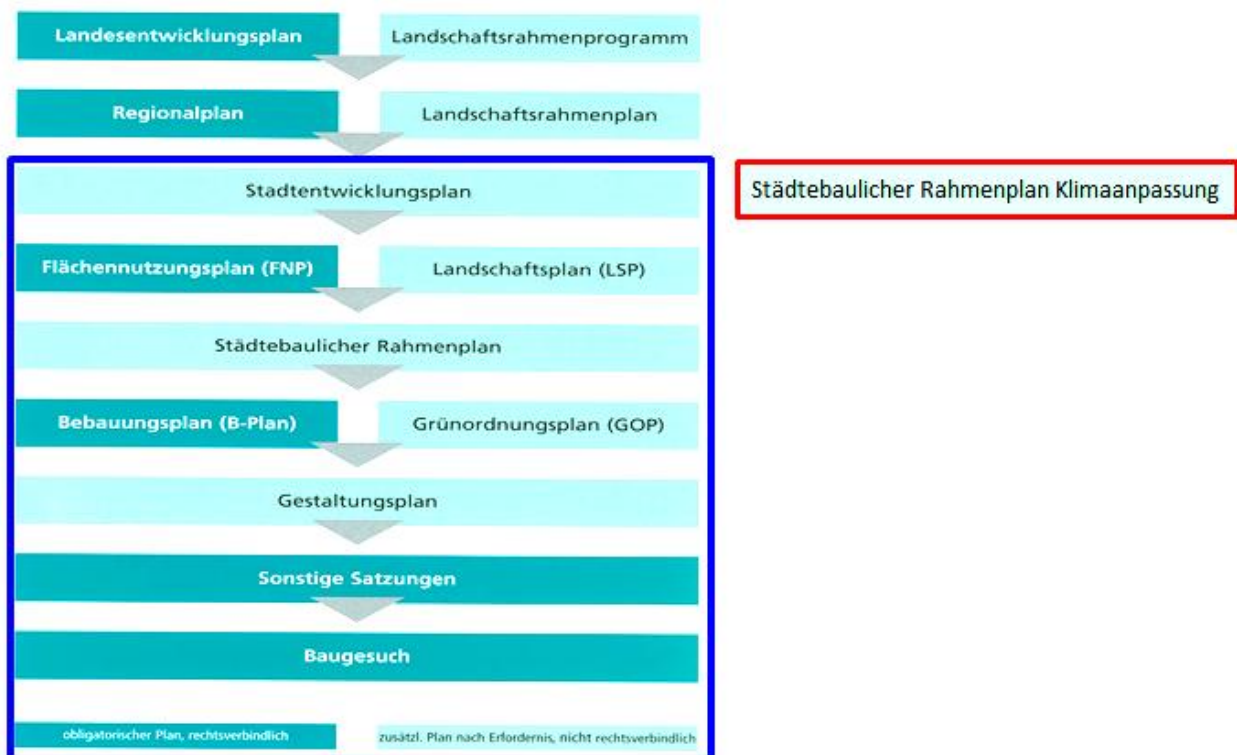 Landesentwicklungsplan
Landschaftsrahmenprogramm
Regionalplan
Landschaftsrahmenplan
Stadtentwicklungsplan
Städtebaulicher Rahmenplan Klimaanpassung
Flächennutzungsplan (FNP)
Landschaftsplan (LSP)
Städtebaulicher Rahmenplan
Bebauungsplan (B-Plan)
Grünordnungsplan (GOP)
Gestaltungsplan
Sonstige Satzungen
Baugesuch
obligatorischer Plan, rechtsverbindlich
zusätzl. Plan nach Erfordernis, nicht rechtsverbindlich